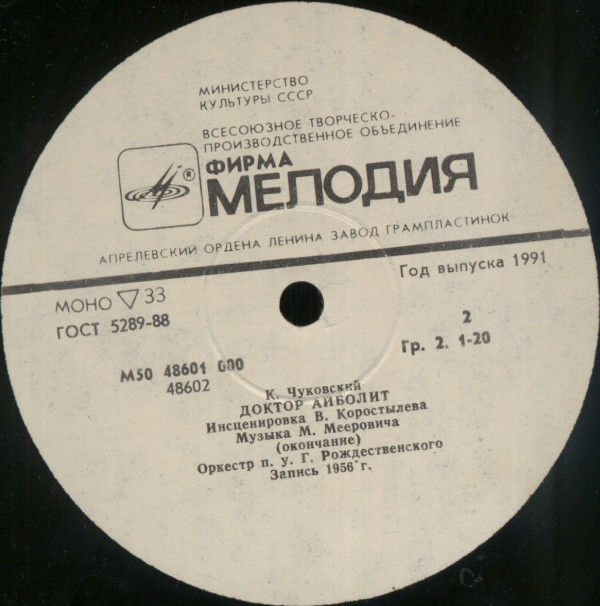 МИНИСТЕРСТВО
КУЛЬТУРЫ СССР
ВСЕСОЮЗНОЕ ТВОРЧЕСКО-
ПРОИЗВОДСТВЕННОЕ ОБЪЕДИНЕНИЕ
®
ФИРМА
МЕЛОДИЯ
АПРЕЛЕВСКИЙ ОРДЕНА ЛЕНИНА ЗАВОД ГРАМПЛАСТИНОК
Год выпуска 1991
МОНО ▽ 33
ГОСТ 5289-88
2
Гр. 2. 1-20
М50 48601 000
48602
К. Чуковский
ДОКТОР АЙБОЛИТ
Инсценировка В. Коростылева
Музыка М. Мееровича
(окончание)
Оркестр п. у. Г. Рождественского
Запись 1956 г.